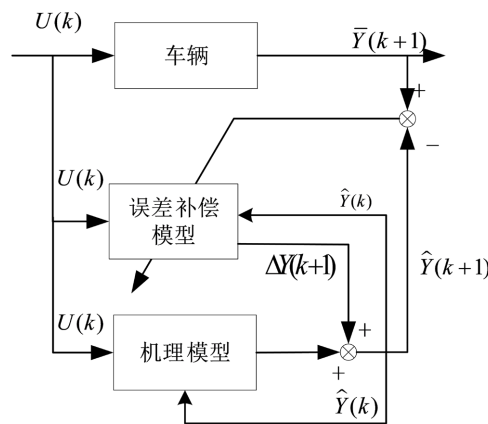 U(k)
车辆
Ȳ(k+1)
+
−
U(k)
误差补偿
模型
Ŷ(k)
ΔY(k+1)
Ŷ(k+1)
U(k)
机理模型
+
+
Ŷ(k)